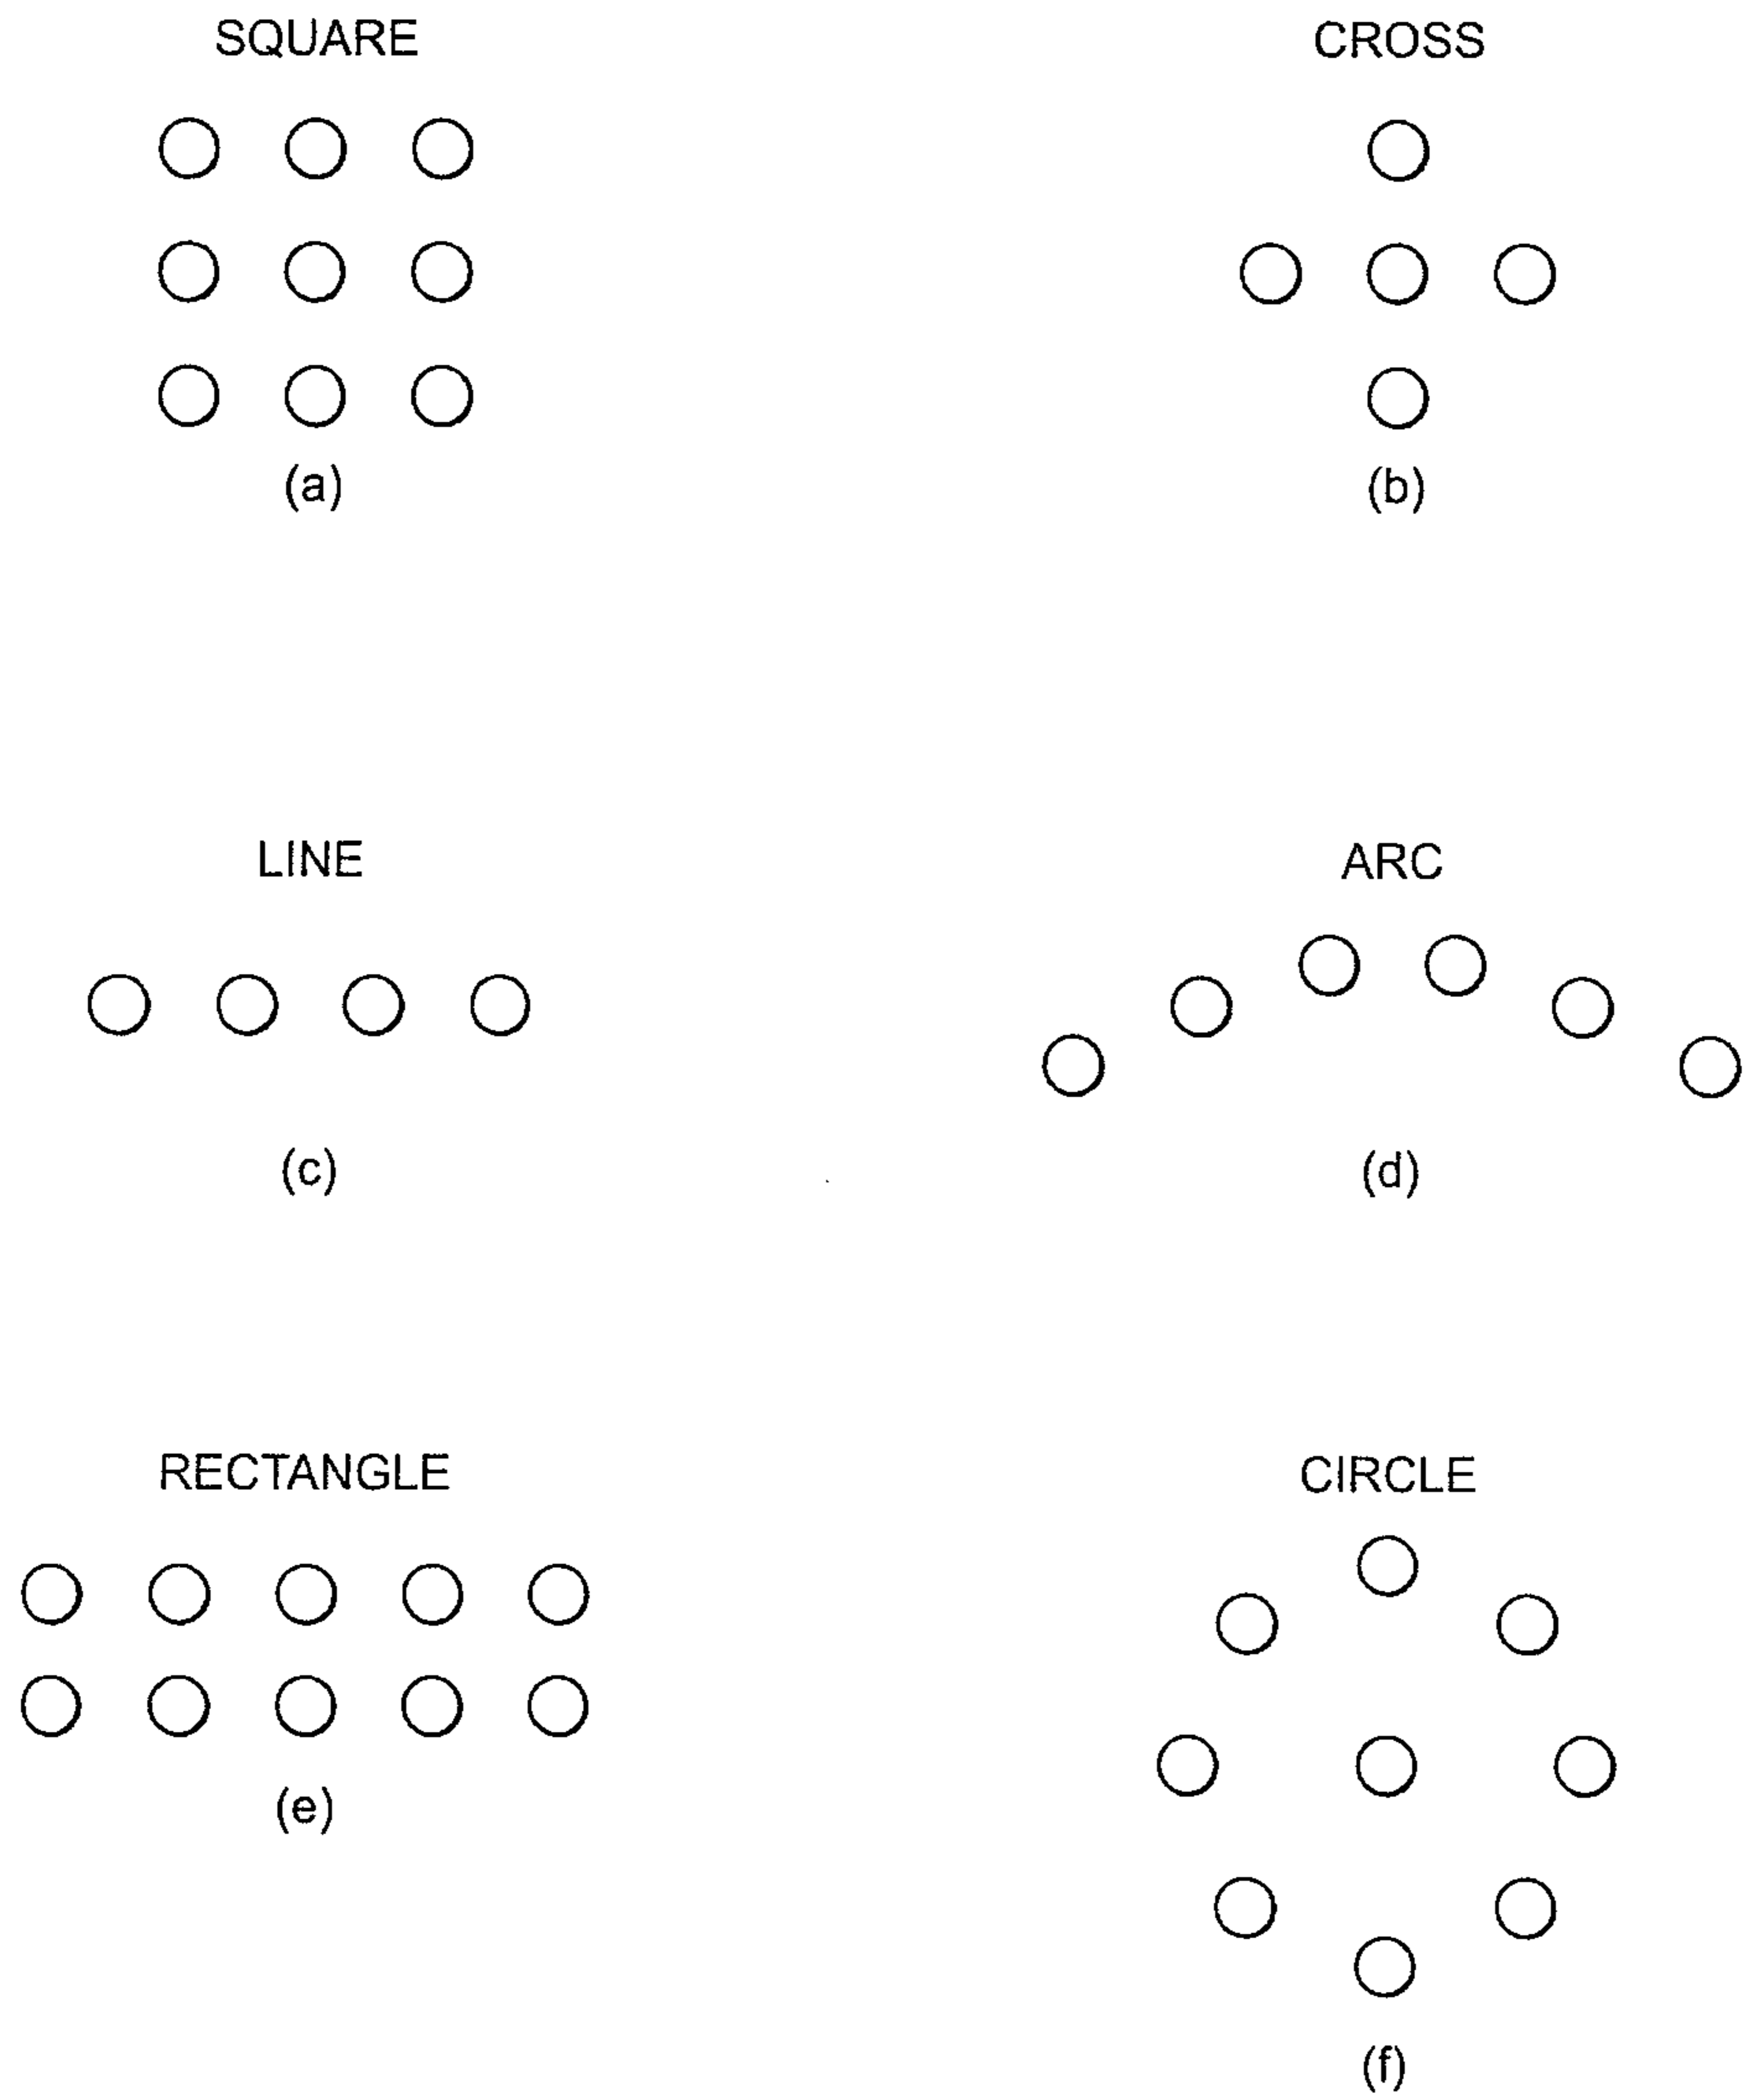 SQUARE
(a)
CROSS
(b)
LINE
(c)
ARC
(d)
RECTANGLE
(e)
CIRCLE
(f)